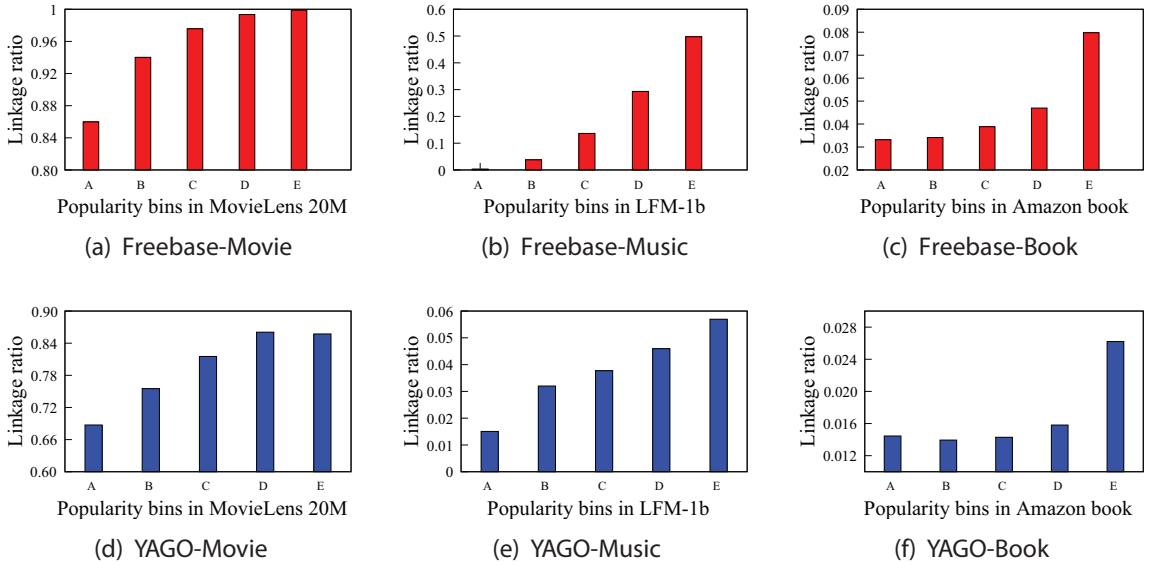 Linkage ratio
1
0.96
0.92
0.88
0.84
0.80
A B C D E
Popularity bins in MovieLens 20M
(a) Freebase-Movie
Linkage ratio
0.6
0.5
0.4
0.3
0.2
0.1
0
A B C D E
Popularity bins in LFM-1b
(b) Freebase-Music
Linkage ratio
0.09
0.08
0.07
0.06
0.05
0.04
0.03
0.02
A B C D E
Popularity bins in Amazon book
(c) Freebase-Book
Linkage ratio
0.90
0.84
0.78
0.72
0.66
0.60
A B C D E
Popularity bins in MovieLens 20M
(d) YAGO-Movie
Linkage ratio
0.06
0.05
0.04
0.03
0.02
0.01
0
A B C D E
Popularity bins in LFM-1b
(e) YAGO-Music
Linkage ratio
0.028
0.024
0.020
0.016
0.012
A B C D E
Popularity bins in Amazon book
(f) YAGO-Book